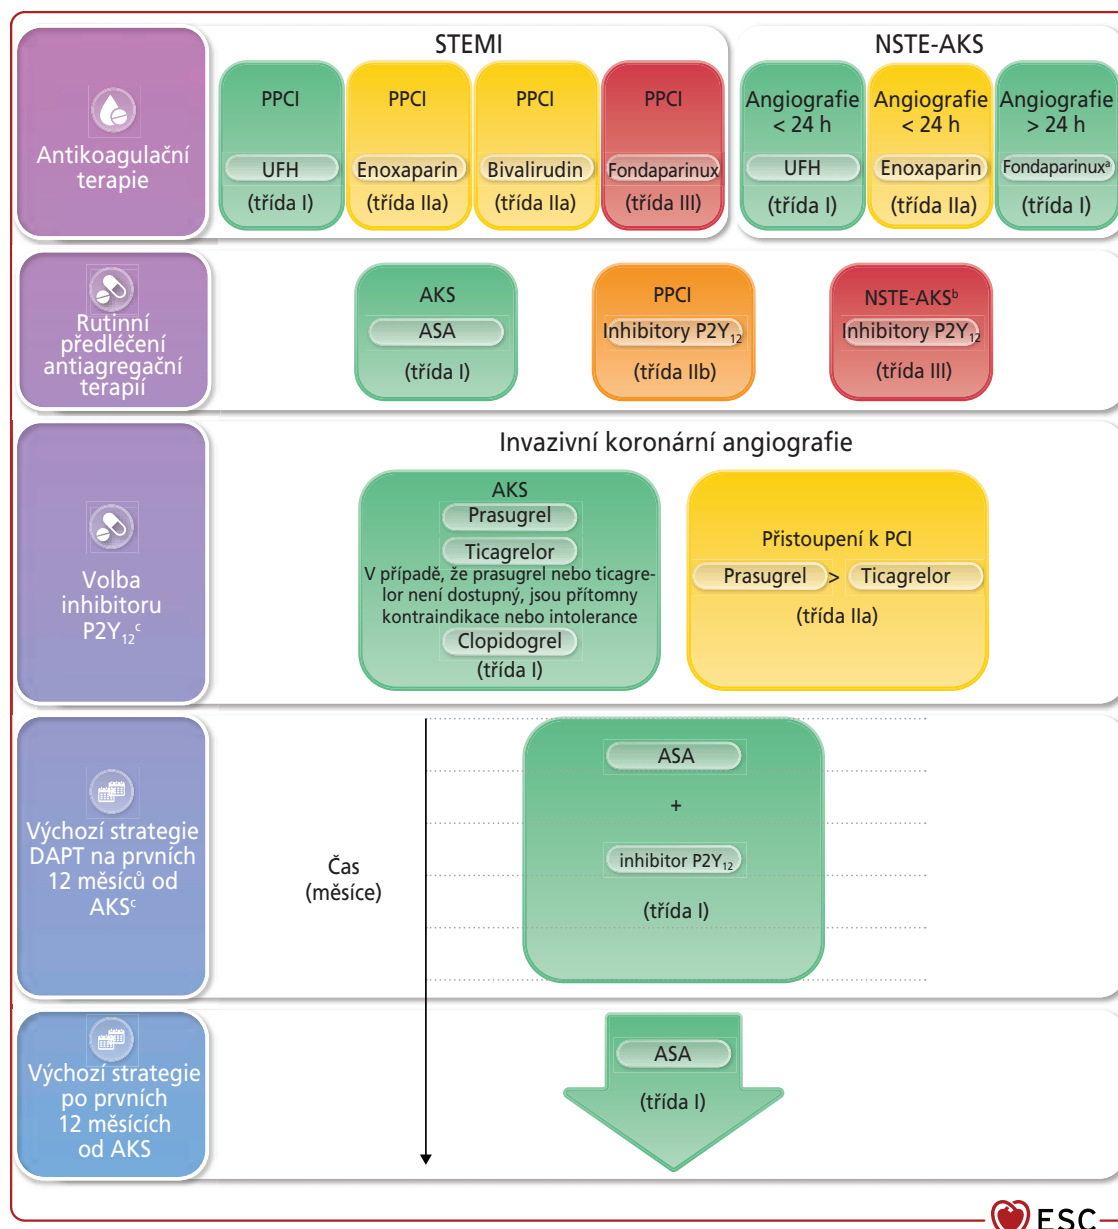 STEMI
NSTE-AKS
Antikoagulační
terapie
PPCI
UFH
(třída I)
PPCI
Enoxaparin
(třída IIa)
PPCI
Bivalirudin
(třída IIa)
PPCI
Fondaparinux
(třída III)
Angiografie
< 24 h
UFH
(třída I)
Angiografie
< 24 h
Enoxaparin
(třída IIa)
Angiografie
> 24 h
Fondaparinuxᵃ
(třída I)
Rutinní
předléčení
antiagregační
terapií
AKS
ASA
(třída I)
PPCI
Inhibitory P2Y₁₂
(třída IIb)
NSTE-AKSᵇ
Inhibitory P2Y₁₂
(třída III)
Volba
inhibitoru
P2Y₁₂ᶜ
Invazivní koronární angiografie
AKS
Prasugrel
Ticagrelor
V případě, že prasugrel nebo ticagre-
lor není dostupný, jsou přítomny
kontraindikace nebo intolerance
Clopidogrel
(třída I)
Přistoupení k PCI
Prasugrel > Ticagrelor
(třída IIa)
Výchozí strategie
DAPT na prvních
12 měsíců od
AKSᶜ
Čas
(měsíce)
ASA
+
inhibitor P2Y₁₂
(třída I)
Výchozí strategie
po prvních
12 měsících
od AKS
ASA
(třída I)
ESC